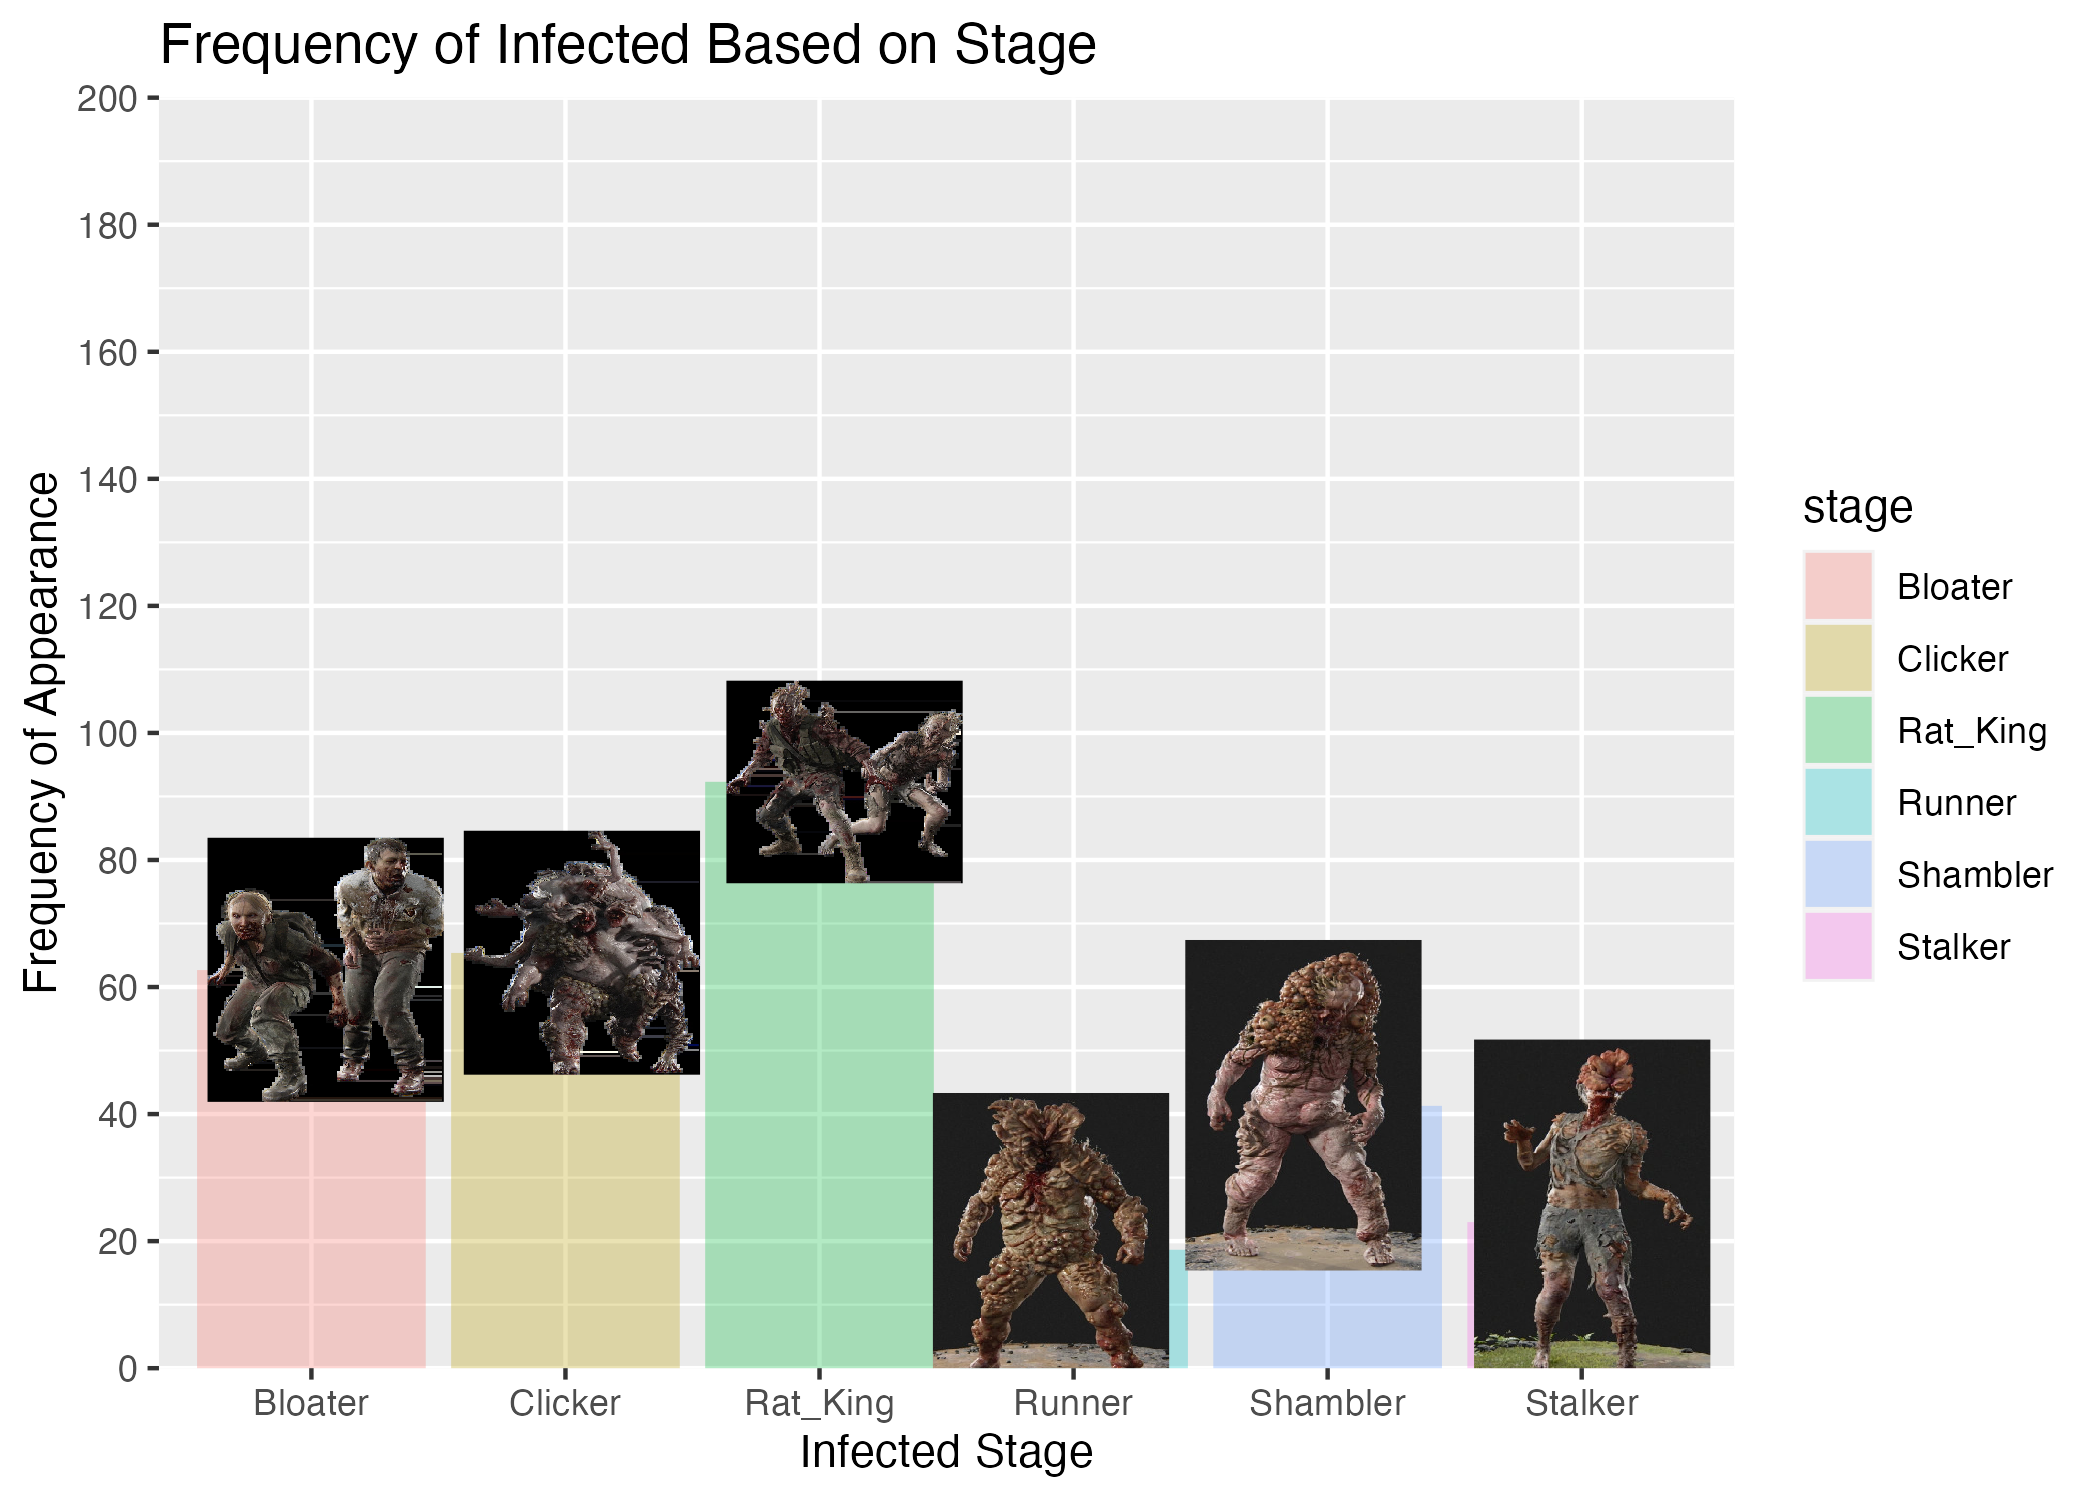 Frequency of Infected Based on Stage
200
180
160
140
120
100
80
60
40
20
0
Frequency of Appearance
Bloater Clicker Rat_King Runner Shambler Stalker
Infected Stage
stage
Bloater
Clicker
Rat_King
Runner
Shambler
Stalker